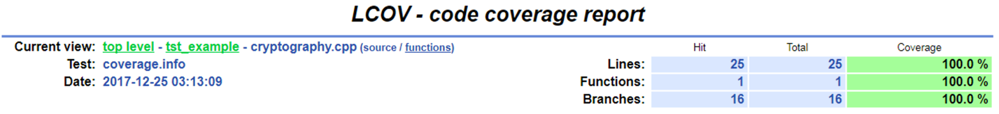 LCOV - code coverage report
Current view: top level - tst_example - cryptography.cpp (source / functions) Hit Total Coverage
Test: coverage.info Lines: 25 25 100.0 %
Date: 2017-12-25 03:13:09 Functions: 1 1 100.0 %
Branches: 16 16 100.0 %